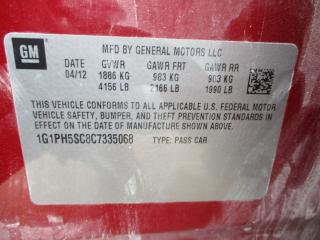 GM
MFD BY GENERAL MOTORS LLC
DATE GVWR GAWR FRT GAWR RR
04/12 1886 KG 983 KG 903 KG
4156 LB 2166 LB 1990 LB
THIS VEHICLE CONFORMS TO ALL APPLICABLE U.S. FEDERAL MOTOR
VEHICLE SAFETY, BUMPER, AND THEFT PREVENTION STANDARDS
IN EFFECT ON THE DATE OF MANUFACTURE SHOWN ABOVE.
1G1PH5SC8C7335068 TYPE: PASS CAR